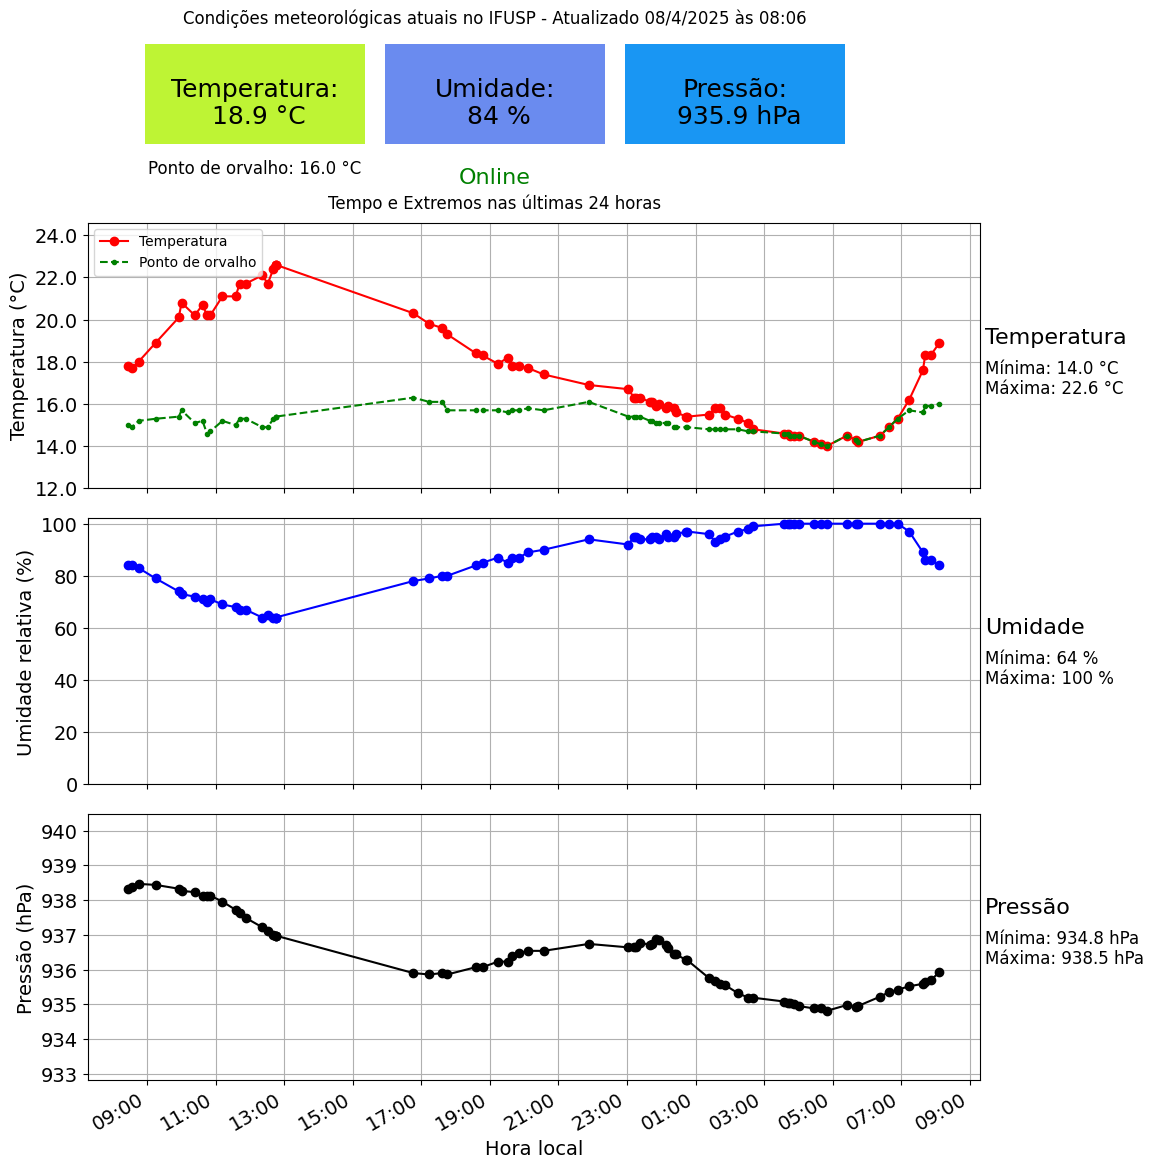 Condições meteorológicas atuais no IFUSP - Atualizado 08/4/2025 às 08:06
Temperatura:
18.9 °C
Umidade:
84 %
Pressão:
935.9 hPa
Ponto de orvalho: 16.0 °C
Online
Tempo e Extremos nas últimas 24 horas
Temperatura (°C)
24.0
22.0
20.0
18.0
16.0
14.0
12.0
Temperatura
Ponto de orvalho
Temperatura
Mínima: 14.0 °C
Máxima: 22.6 °C
Umidade relativa (%)
100
80
60
40
20
0
Umidade
Mínima: 64 %
Máxima: 100 %
Pressão (hPa)
940
939
938
937
936
935
934
933
Pressão
Mínima: 934.8 hPa
Máxima: 938.5 hPa
09:00 11:00 13:00 15:00 17:00 19:00 21:00 23:00 01:00 03:00 05:00 07:00 09:00
Hora local